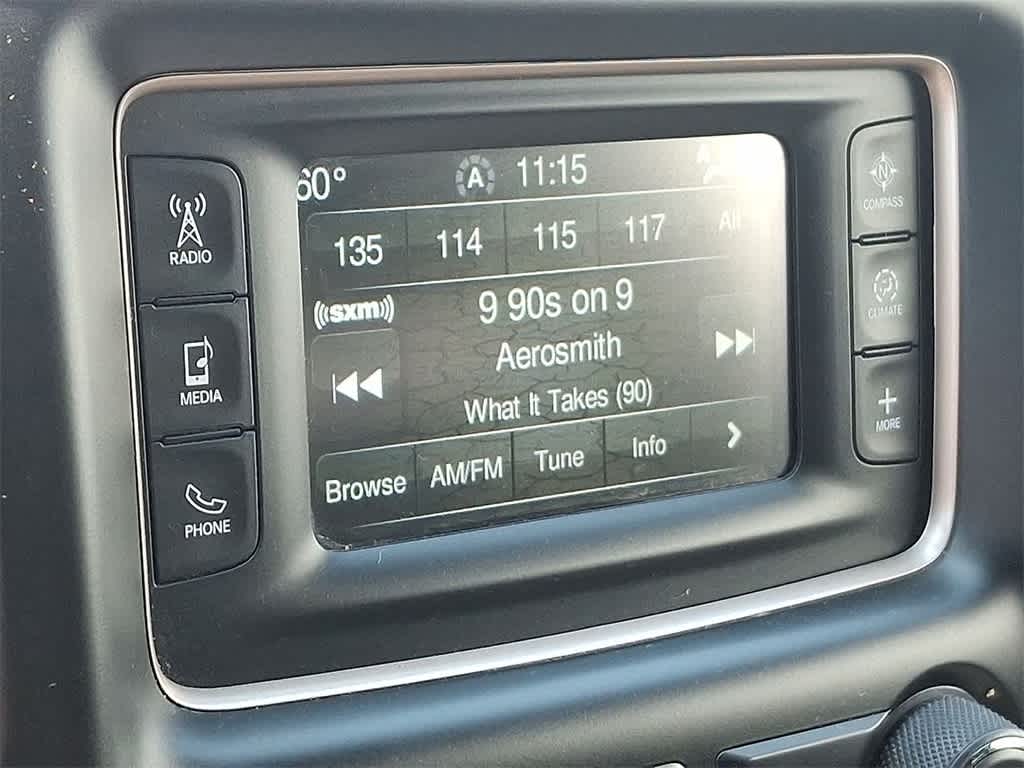 60° A 11:15 A
135 114 115 117 All
sxm
9 90s on 9
Aerosmith
What It Takes (90)
Browse AM/FM Tune Info
RADIO
MEDIA
PHONE
N
COMPASS
CLIMATE
MORE